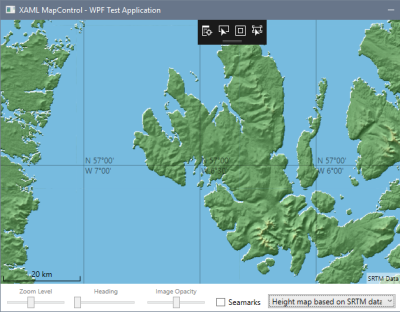 XAML MapControl - WPF Test Application
N 57°00'
W 7°00'
N 57°00'
N 57°00'
W 6°00'
20 km
SRTM Data
Zoom Level
Heading
Image Opacity
Seamarks
Height map based on SRTM data